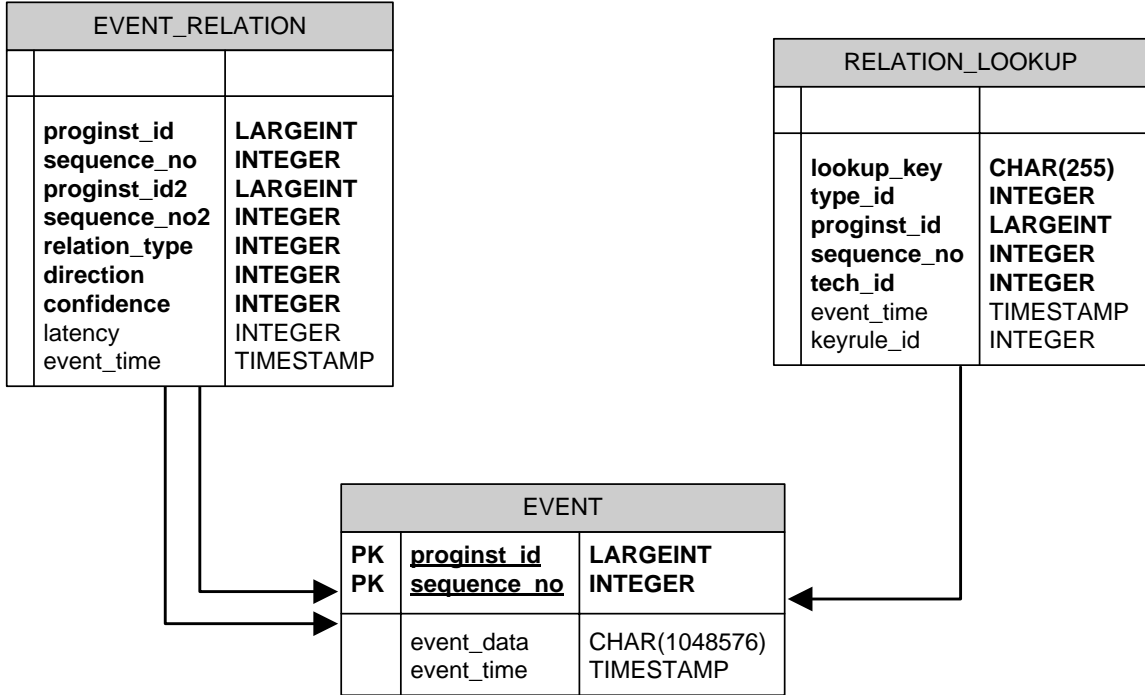 EVENT_RELATION
proginst_id LARGEINT
sequence_no INTEGER
proginst_id2 LARGEINT
sequence_no2 INTEGER
relation_type INTEGER
direction INTEGER
confidence INTEGER
latency INTEGER
event_time TIMESTAMP
RELATION_LOOKUP
lookup_key CHAR(255)
type_id INTEGER
proginst_id LARGEINT
sequence_no INTEGER
tech_id INTEGER
event_time TIMESTAMP
keyrule_id INTEGER
EVENT
PK proginst_id LARGEINT
PK sequence_no INTEGER
event_data CHAR(1048576)
event_time TIMESTAMP